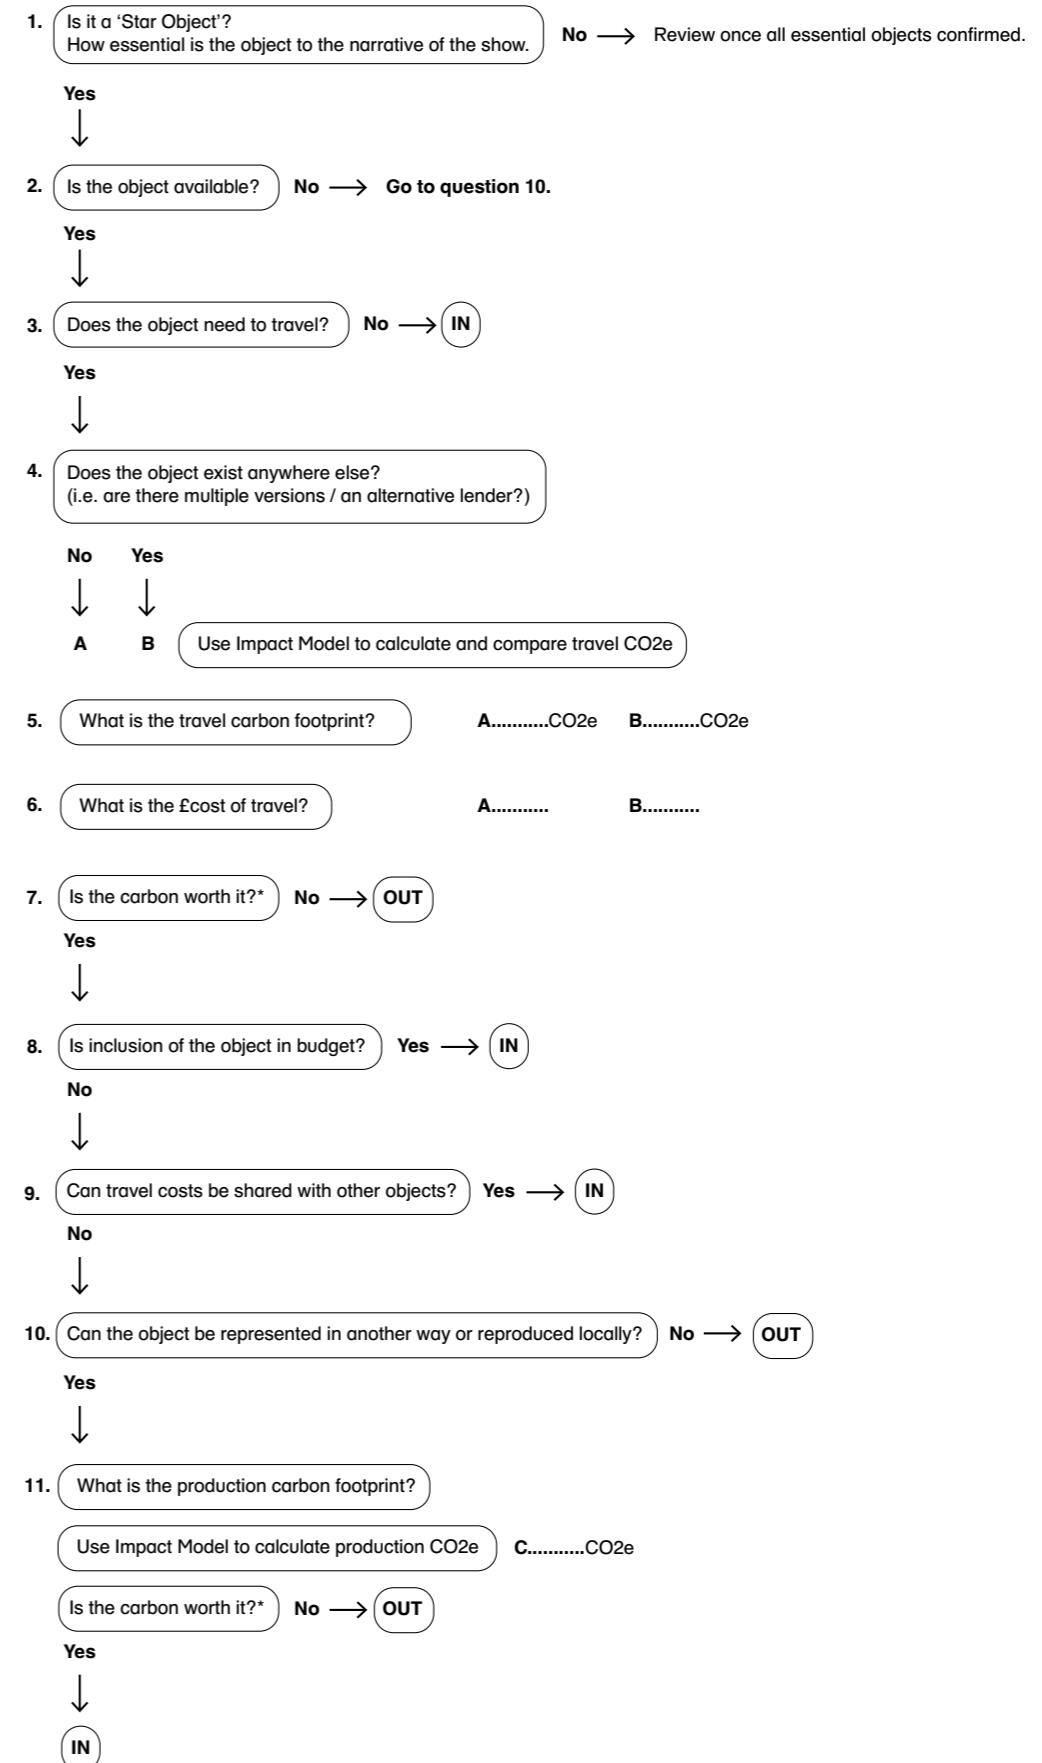 1. Is it a ‘Star Object’?
How essential is the object to the narrative of the show. No Review once all essential objects confirmed.
Yes
2. Is the object available? No Go to question 10.
Yes
3. Does the object need to travel? No IN
Yes
4. Does the object exist anywhere else?
(i.e. are there multiple versions / an alternative lender?)
No Yes
A B Use Impact Model to calculate and compare travel CO2e
5. What is the travel carbon footprint? A...........CO2e B...........CO2e
6. What is the £cost of travel? A........... B...........
7. Is the carbon worth it?* No OUT
Yes
8. Is inclusion of the object in budget? Yes IN
No
9. Can travel costs be shared with other objects? Yes IN
No
10. Can the object be represented in another way or reproduced locally? No OUT
Yes
11. What is the production carbon footprint?
Use Impact Model to calculate production CO2e C...........CO2e
Is the carbon worth it?* No OUT
Yes
IN